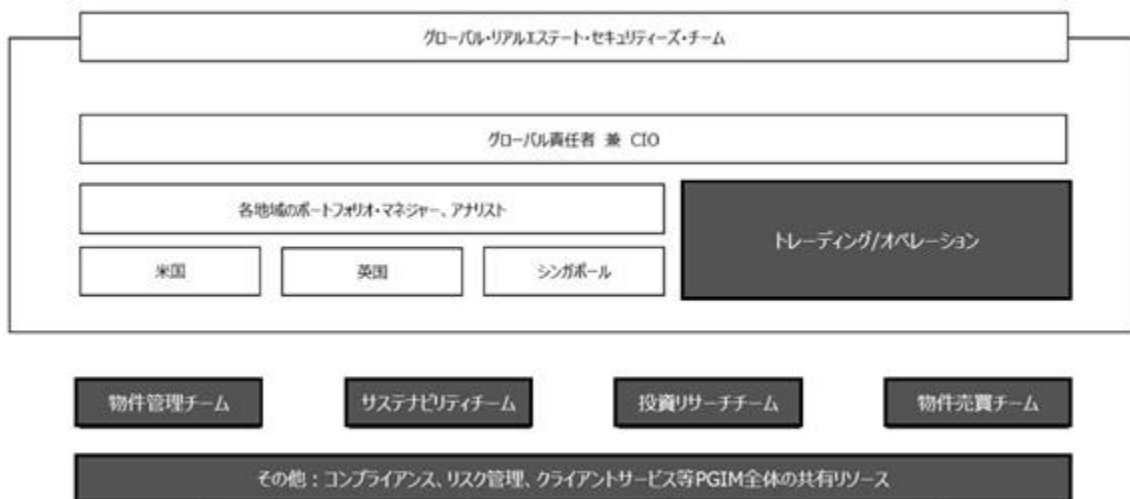 グローバル・リアルエステート・セキュリティーズ・チーム
グローバル責任者 兼 CIO
各地域のポートフォリオ・マネジャー、アナリスト
トレーディング/オペレーション
米国
英国
シンガポール
物件管理チーム
サステナビリティチーム
投資リサーチチーム
物件売買チーム
その他：コンプライアンス、リスク管理、クライアントサービス等PGIM全体の共有リソース